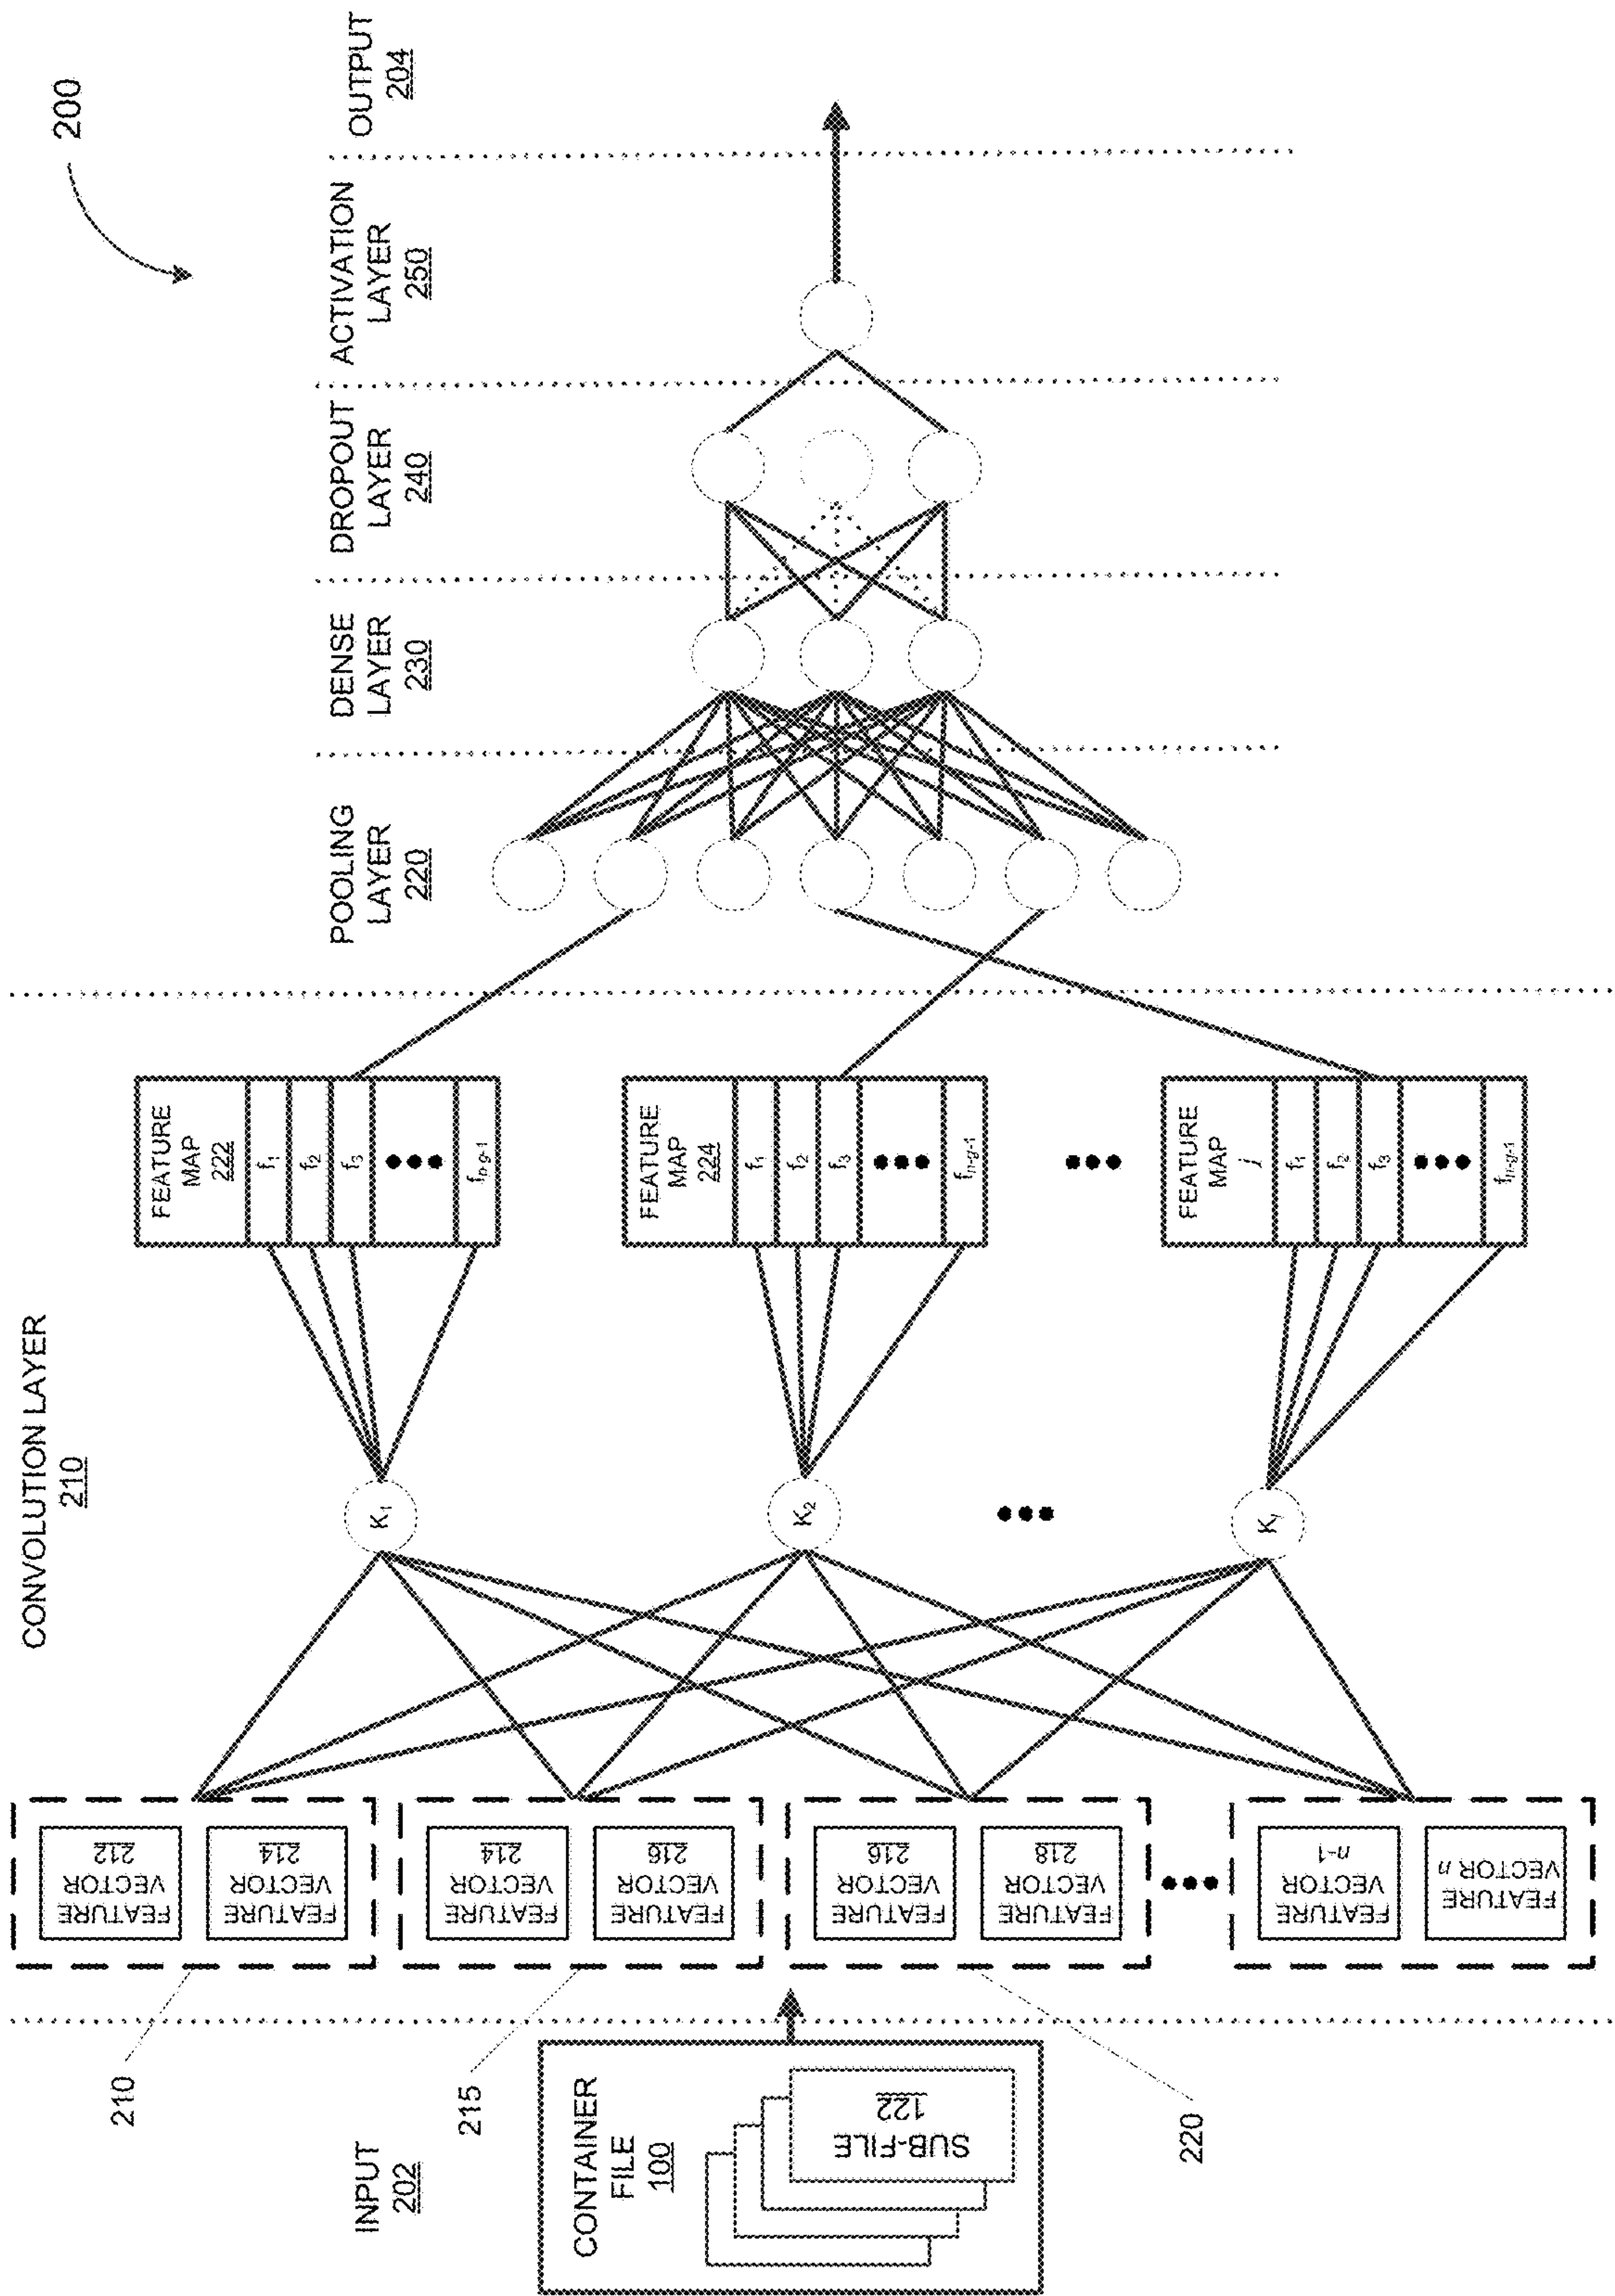 200
INPUT
202
CONTAINER
FILE
100
SUB-FILE
122
210
215
220
CONVOLUTION LAYER
210
FEATURE
VECTOR
212
FEATURE
VECTOR
214
FEATURE
VECTOR
214
FEATURE
VECTOR
216
FEATURE
VECTOR
216
FEATURE
VECTOR
218
FEATURE
VECTOR
n-1
FEATURE
VECTOR n
K1
K2
Kj
FEATURE
MAP
222
f1
f2
f3
fn-g-1
FEATURE
MAP
224
f1
f2
f3
fn-g-1
FEATURE
MAP
j
f1
f2
f3
fn-g-1
POOLING
LAYER
220
DENSE
LAYER
230
DROPOUT
LAYER
240
ACTIVATION
LAYER
250
OUTPUT
204